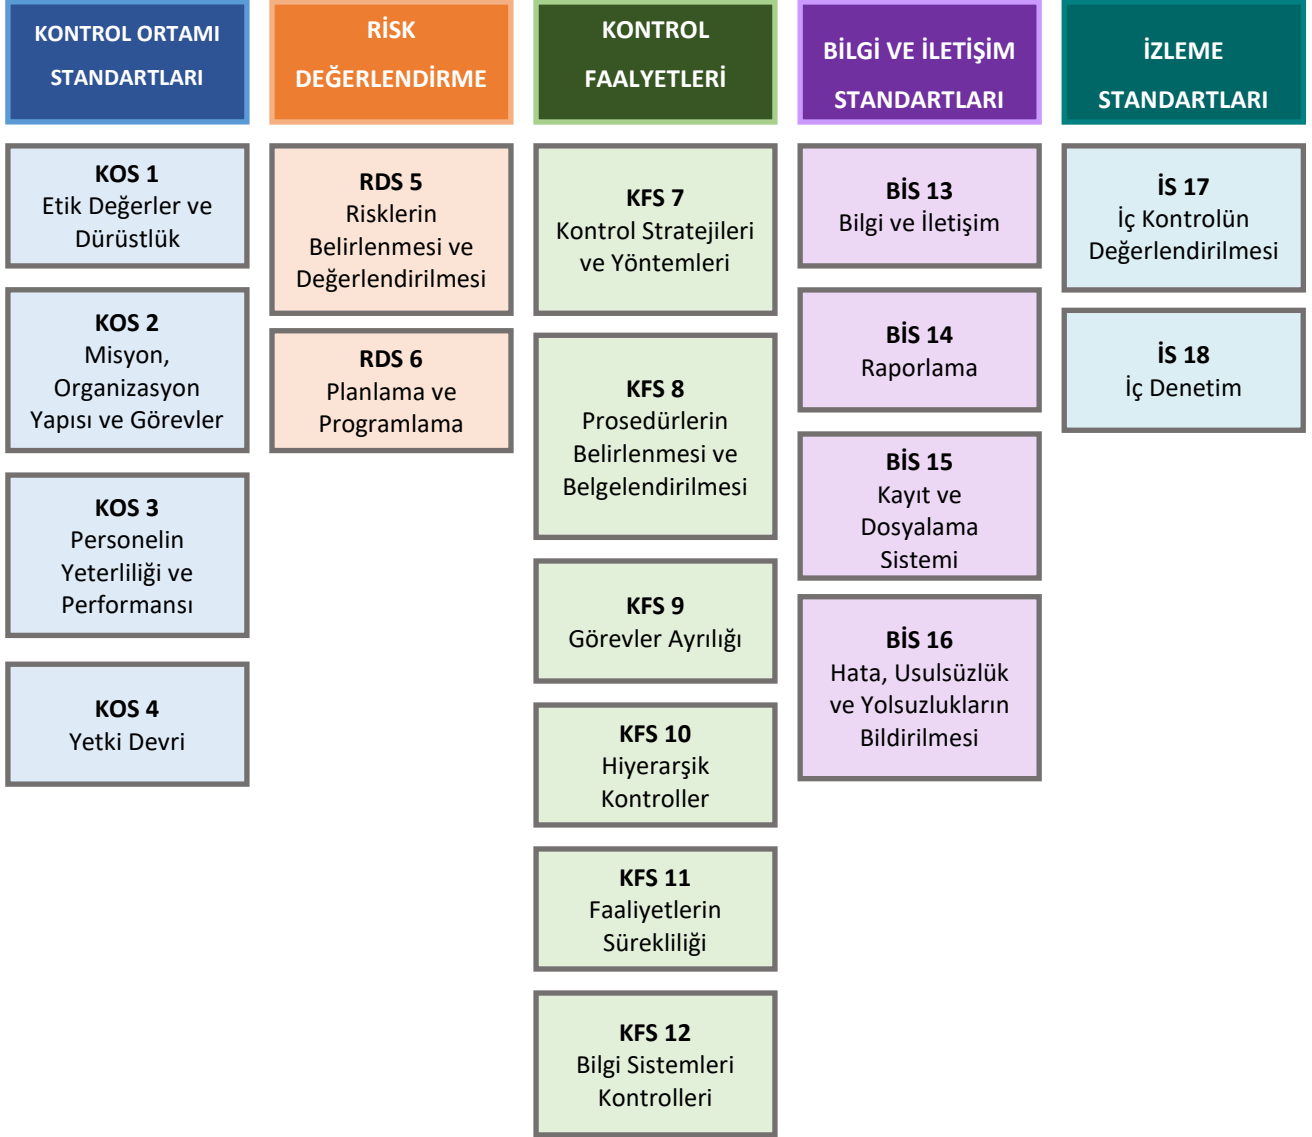 KONTROL ORTAMI
STANDARTLARI
RİSK
DEĞERLENDİRME
KONTROL
FAALYETLERİ
BİLGİ VE İLETİŞİM
STANDARTLARI
İZLEME
STANDARTLARI
KOS 1
Etik Değerler ve
Dürüstlük
KOS 2
Misyon,
Organizasyon
Yapısı ve Görevler
KOS 3
Personelin
Yeterliliği ve
Performansı
KOS 4
Yetki Devri
RDS 5
Risklerin
Belirlenmesi ve
Değerlendirilmesi
RDS 6
Planlama ve
Programlama
KFS 7
Kontrol Stratejileri
ve Yöntemleri
KFS 8
Prosedürlerin
Belirlenmesi ve
Belgelendirilmesi
KFS 9
Görevler Ayrılığı
KFS 10
Hiyerarşik
Kontroller
KFS 11
Faaliyetlerin
Sürekliliği
KFS 12
Bilgi Sistemleri
Kontrolleri
BİS 13
Bilgi ve İletişim
BİS 14
Raporlama
BİS 15
Kayıt ve
Dosyalama
Sistemi
BİS 16
Hata, Usulsüzlük
ve Yolsuzlukların
Bildirilmesi
İS 17
İç Kontrolün
Değerlendirilmesi
İS 18
İç Denetim